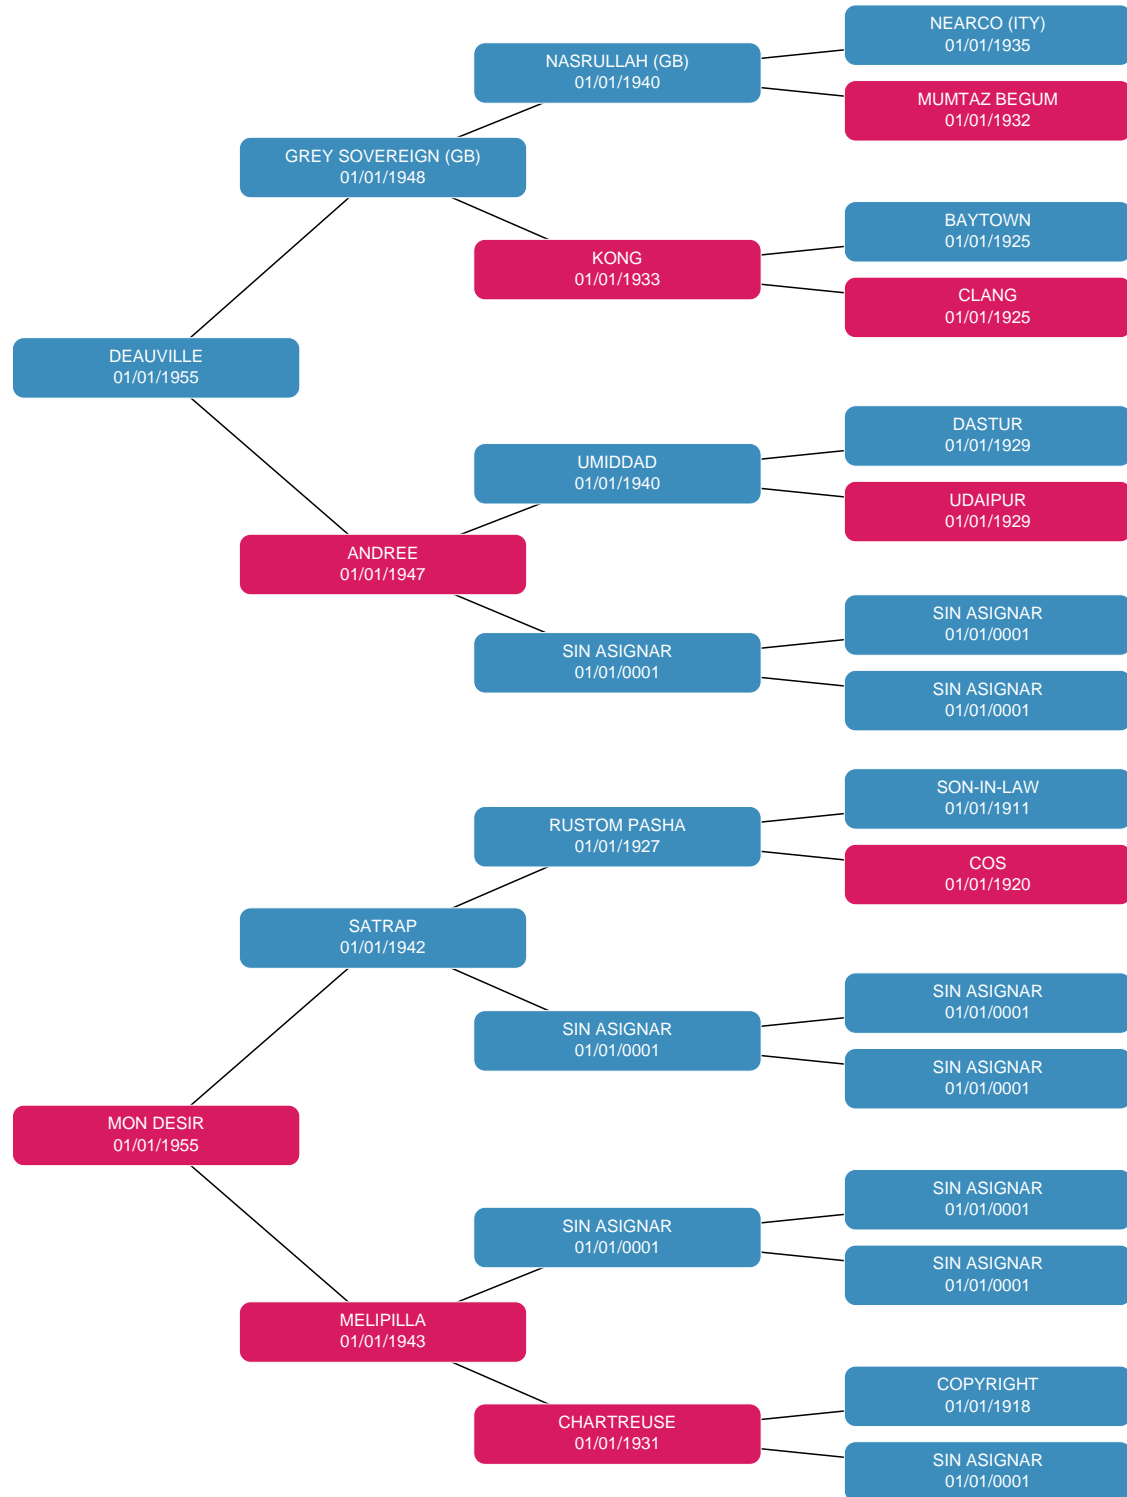 NEARCO (ITY)
01/01/1935
NASRULLAH (GB)
01/01/1940
MUMTAZ BEGUM
01/01/1932
GREY SOVEREIGN (GB)
01/01/1948
BAYTOWN
01/01/1925
KONG
01/01/1933
CLANG
01/01/1925
DEAUVILLE
01/01/1955
DASTUR
01/01/1929
UMIDDAD
01/01/1940
UDAIPUR
01/01/1929
ANDREE
01/01/1947
SIN ASIGNAR
01/01/0001
SIN ASIGNAR
01/01/0001
SIN ASIGNAR
01/01/0001
SON-IN-LAW
01/01/1911
RUSTOM PASHA
01/01/1927
COS
01/01/1920
SATRAP
01/01/1942
SIN ASIGNAR
01/01/0001
SIN ASIGNAR
01/01/0001
SIN ASIGNAR
01/01/0001
MON DESIR
01/01/1955
SIN ASIGNAR
01/01/0001
SIN ASIGNAR
01/01/0001
SIN ASIGNAR
01/01/0001
MELIPILLA
01/01/1943
COPYRIGHT
01/01/1918
CHARTREUSE
01/01/1931
SIN ASIGNAR
01/01/0001